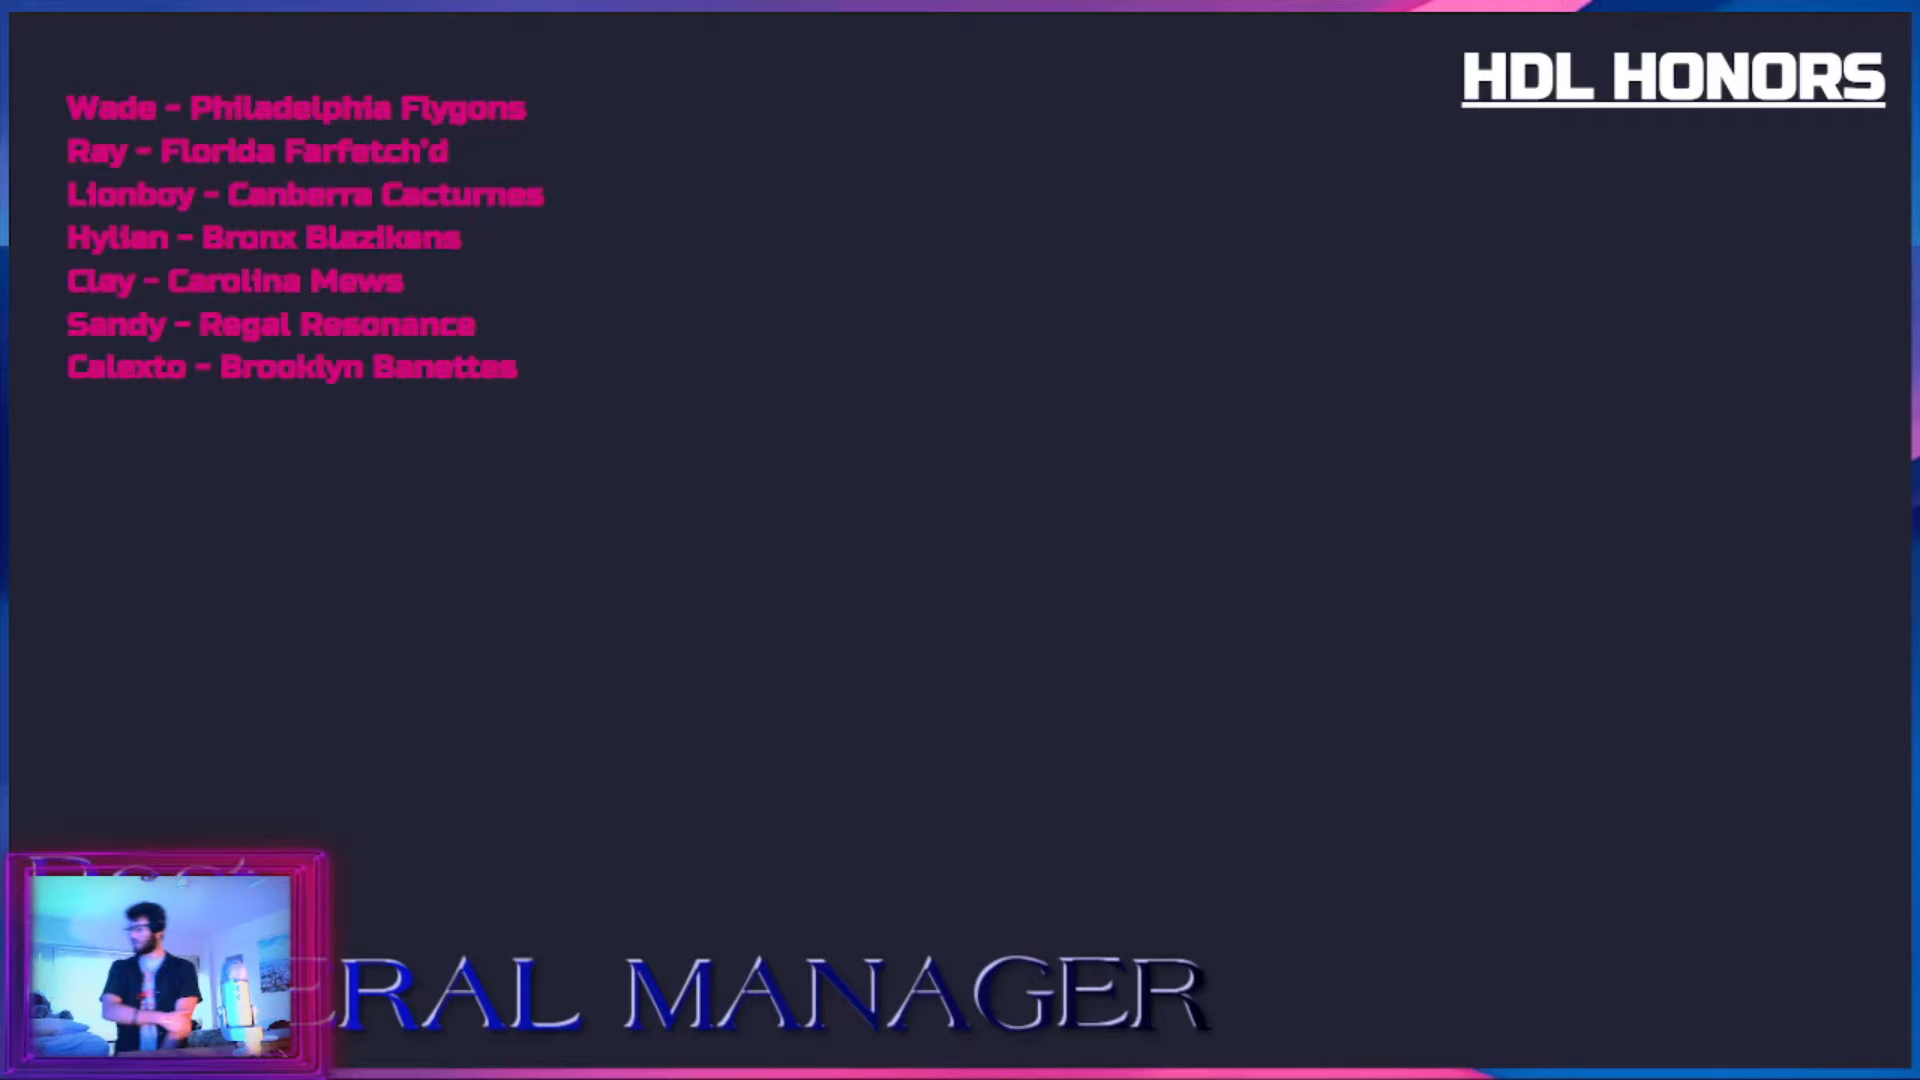 HDL HONORS
Wade - Philadelphia Flygons
Ray - Florida Farfetch'd
Lionboy - Canberra Cacturnes
Hylian - Bronx Blazikens
Clay - Carolina Mews
Sandy - Regal Resonance
Calexto - Brooklyn Banettes
ERAL MANAGER